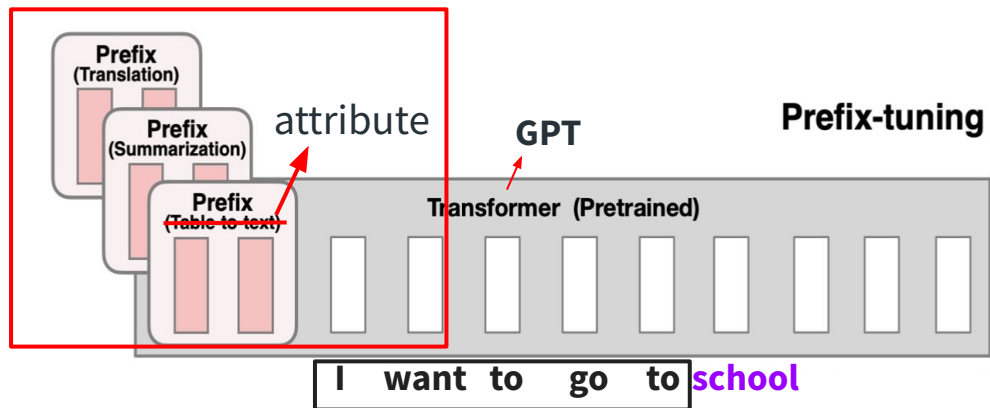 Prefix
(Translation)
Prefix
(Summarization)
attribute
GPT
Prefix-tuning
Prefix
(Table-to-text)
Transformer (Pretrained)
I want to go to school